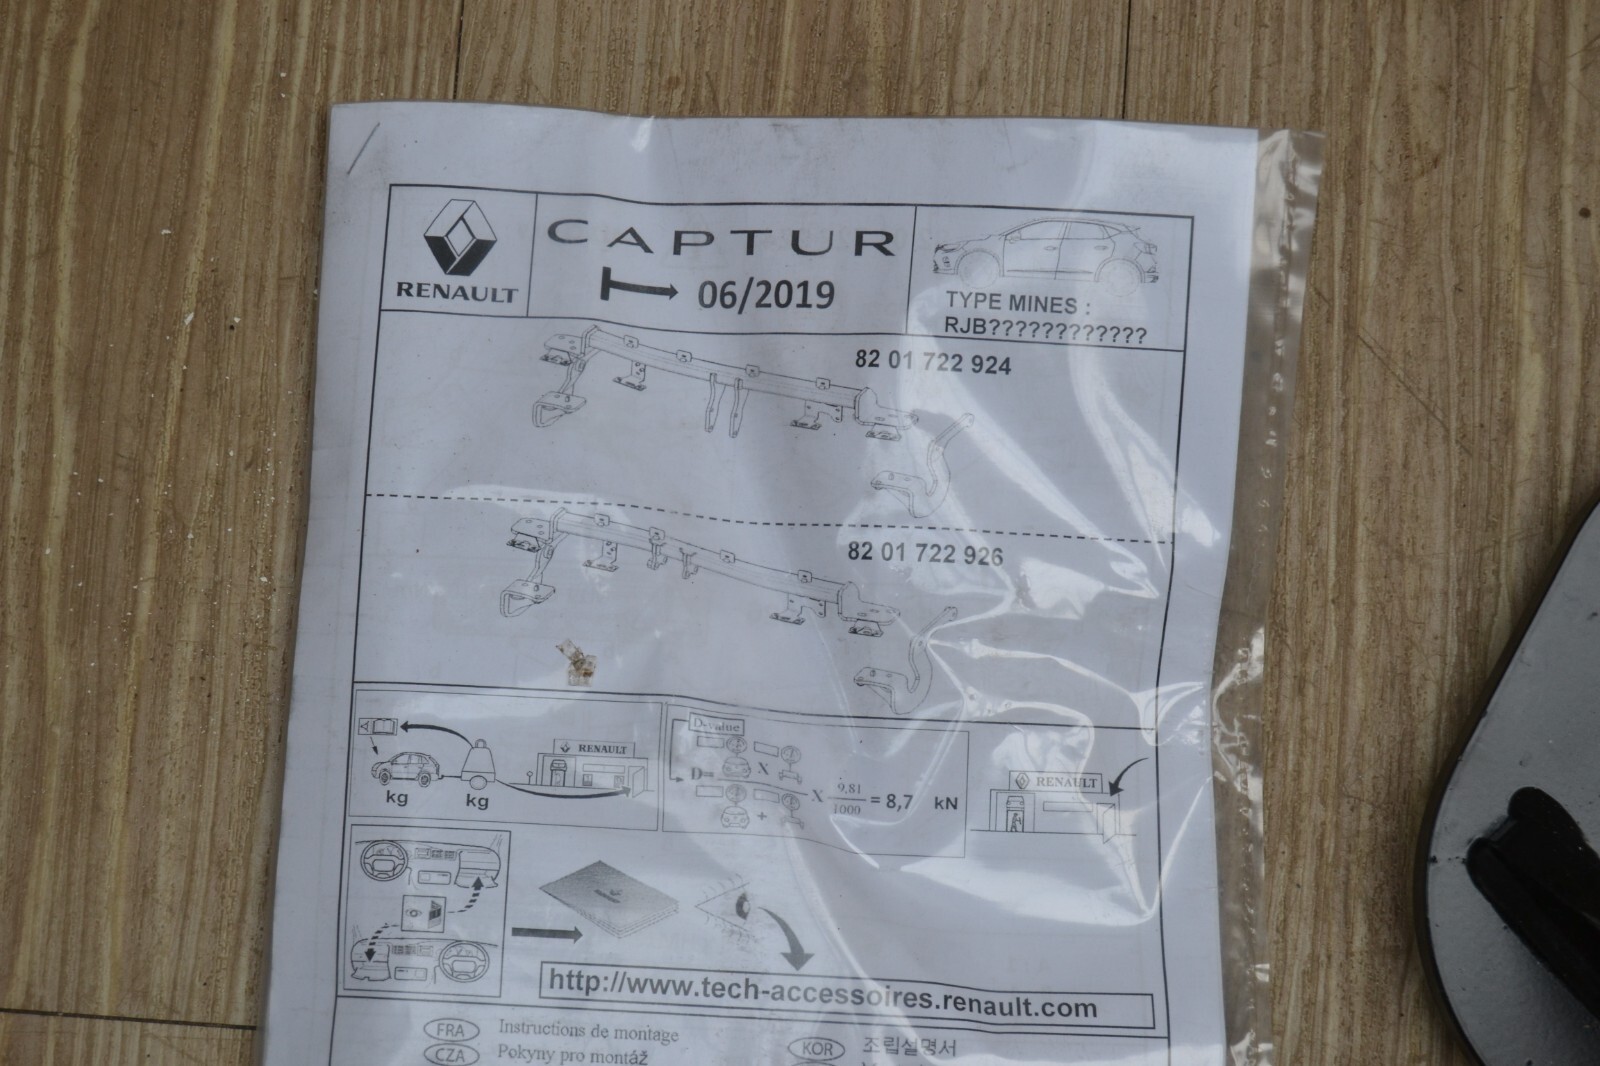 CAPTUR
RENAULT
06/2019
TYPE MINES :
RJB????????????
82 01 722 924
82 01 722 926
RENAULT
kg
kg
D-value
D=
X
+
X
9,81
1000
= 8,7 kN
RENAULT
http://www.tech-accessoires.renault.com
FRA Instructions de montage
CZA Pokyny pro montáž
KOR 조립설명서